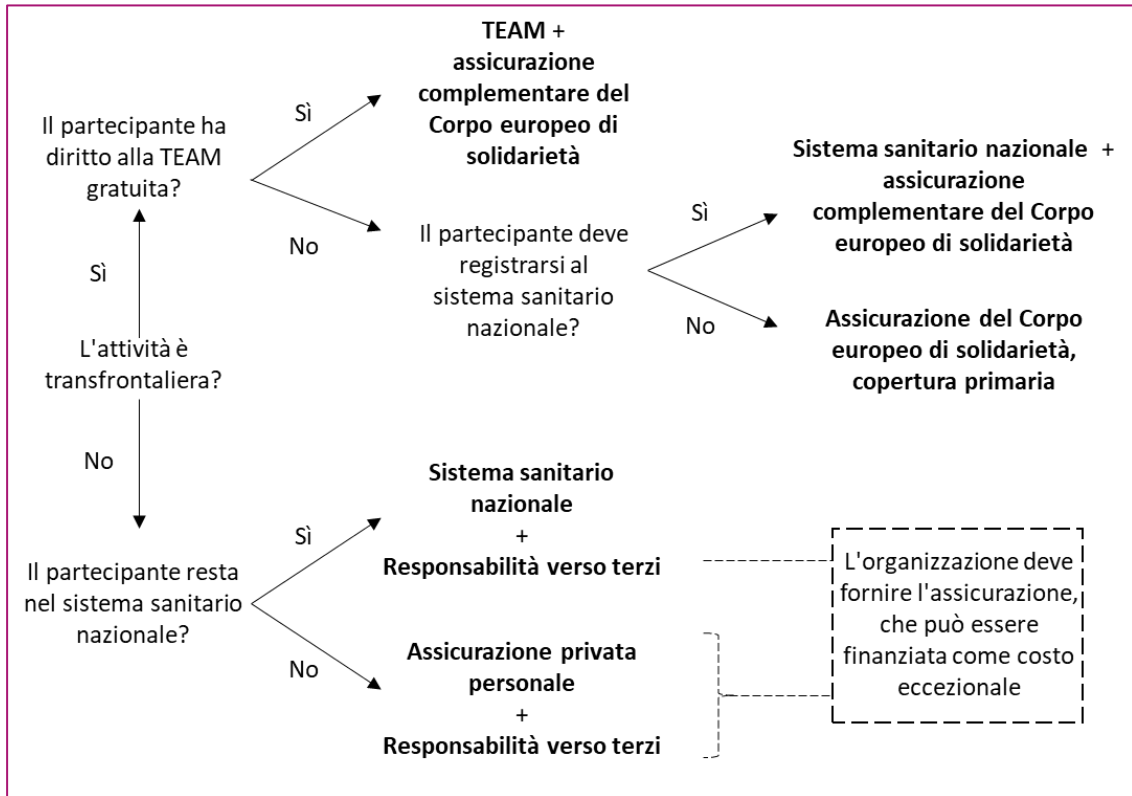 TEAM +
assicurazione
complementare del
Corpo europeo di
solidarietà
Sì
Il partecipante ha
diritto alla TEAM
gratuita?
No
Sistema sanitario nazionale +
assicurazione
complementare del Corpo
europeo di solidarietà
Sì
Il partecipante deve
registrarsi al
sistema sanitario
nazionale?
No
Assicurazione del Corpo
europeo di solidarietà,
copertura primaria
Sì
L'attività è
transfrontaliera?
No
Sistema sanitario
nazionale
+
Responsabilità verso terzi
Sì
Il partecipante resta
nel sistema sanitario
nazionale?
No
Assicurazione privata
personale
+
Responsabilità verso terzi
L'organizzazione deve
fornire l'assicurazione,
che può essere
finanziata come costo
eccezionale